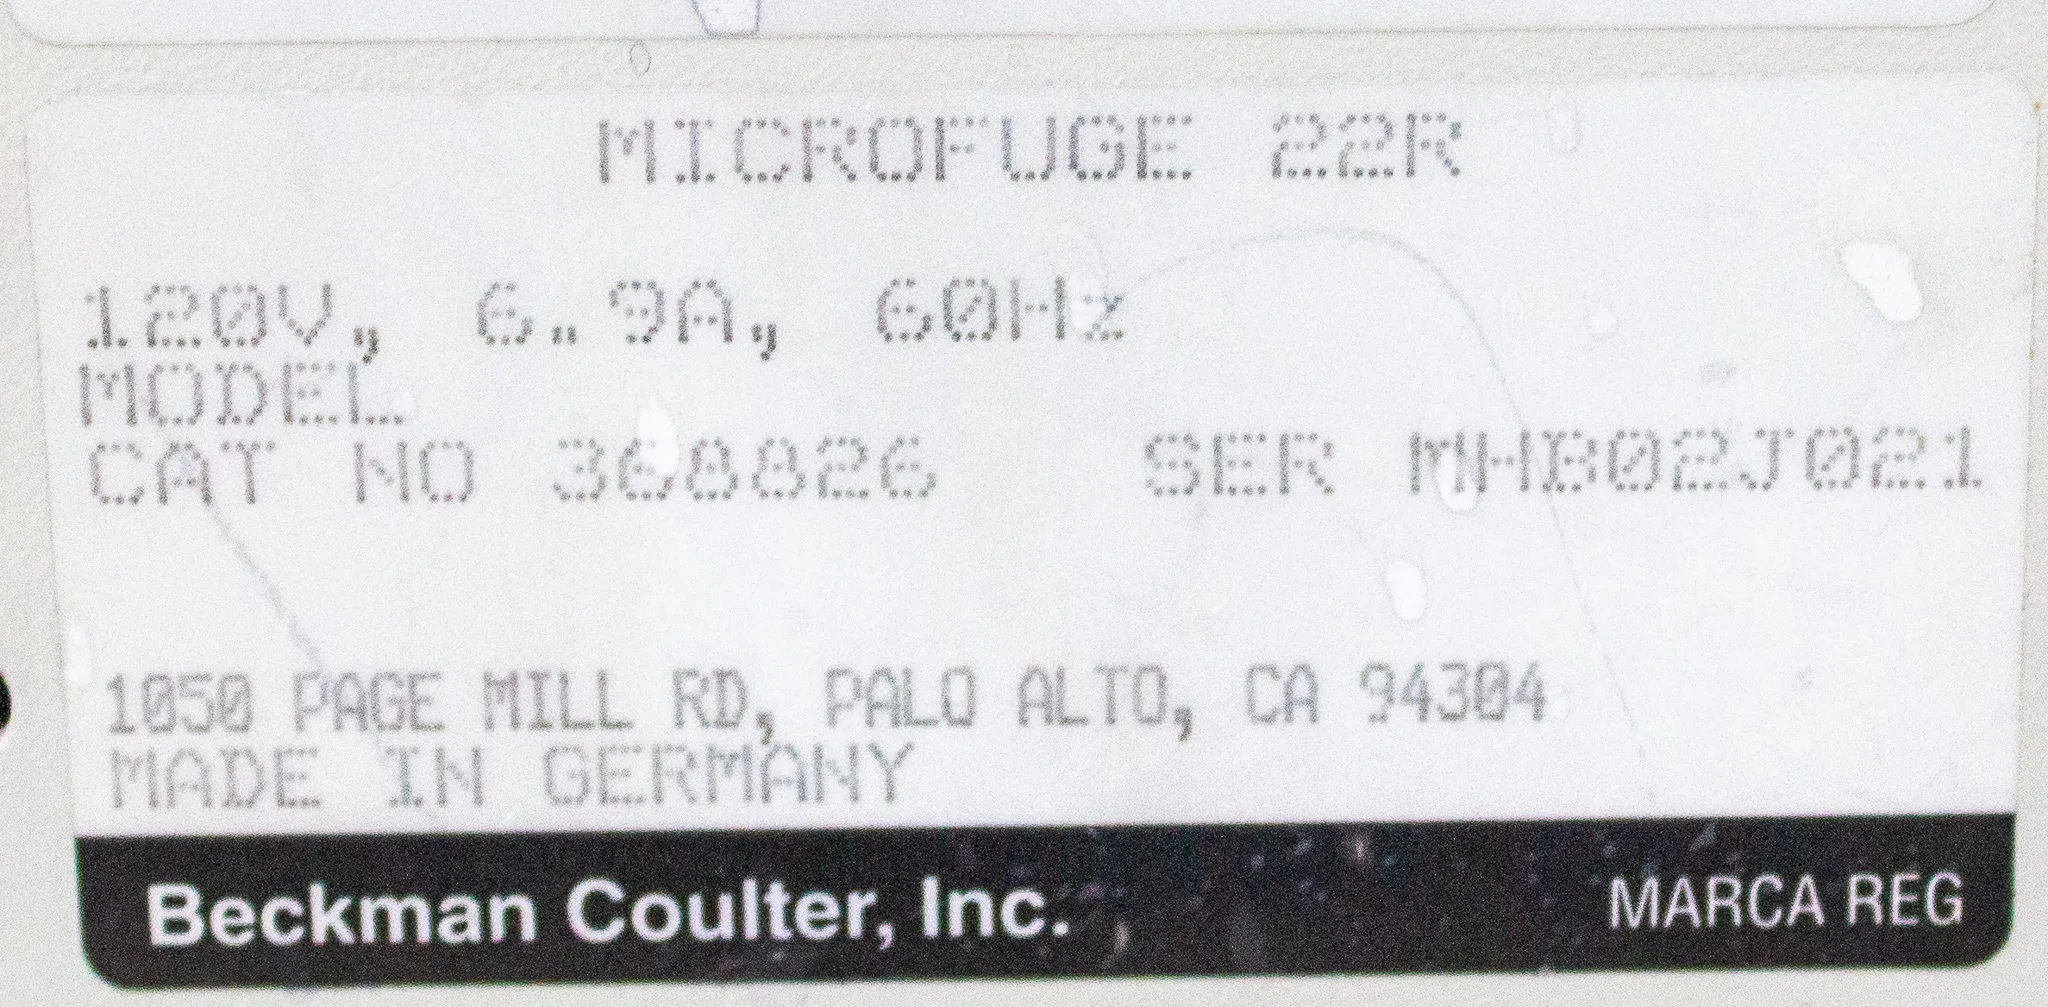 MICROFUGE 22R
120V, 6.9A, 60Hz
MODEL
CAT NO 368826 SER MHB02J021
1050 PAGE MILL RD, PALO ALTO, CA 94304
MADE IN GERMANY
Beckman Coulter, Inc. MARCA REG